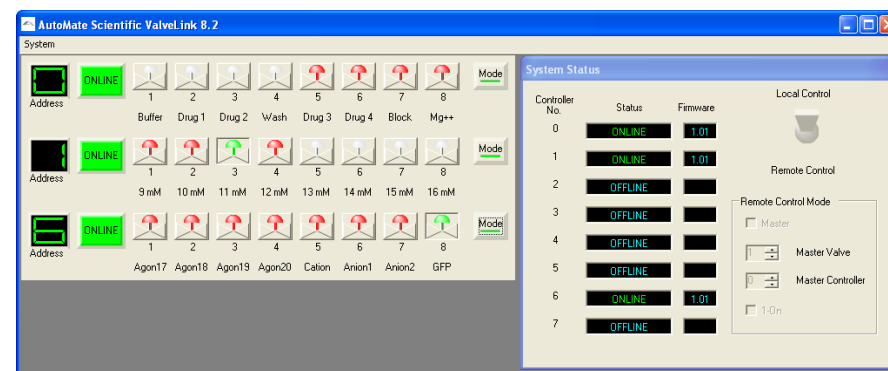 AutoMate Scientific ValveLink 8.2
System
0 ONLINE 1 2 3 4 5 6 7 8 Mode
Address
Buffer Drug 1 Drug 2 Wash Drug 3 Drug 4 Block Mg++
1 ONLINE 1 2 3 4 5 6 7 8 Mode
Address
9 mM 10 mM 11 mM 12 mM 13 mM 14 mM 15 mM 16 mM
6 ONLINE 1 2 3 4 5 6 7 8 Mode
Address
Agon17 Agon18 Agon19 Agon20 Cation Anion1 Anion2 GFP
System Status
Controller No. Status Firmware
0 ONLINE 1.01
1 ONLINE 1.01
2 OFFLINE
3 OFFLINE
4 OFFLINE
5 OFFLINE
6 ONLINE 1.01
7 OFFLINE
Local Control
Remote Control
Remote Control Mode
Master
1 Master Valve
0 Master Controller
1-On